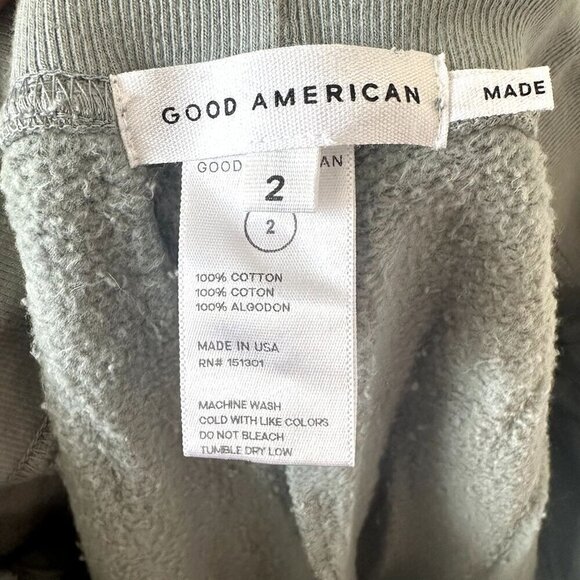 GOOD AMERICAN
MADE
GOOD AN
2
2
100% COTTON
100% COTON
100% ALGODON
MADE IN USA
RN# 151301
MACHINE WASH
COLD WITH LIKE COLORS
DO NOT BLEACH
TUMBLE DRY LOW